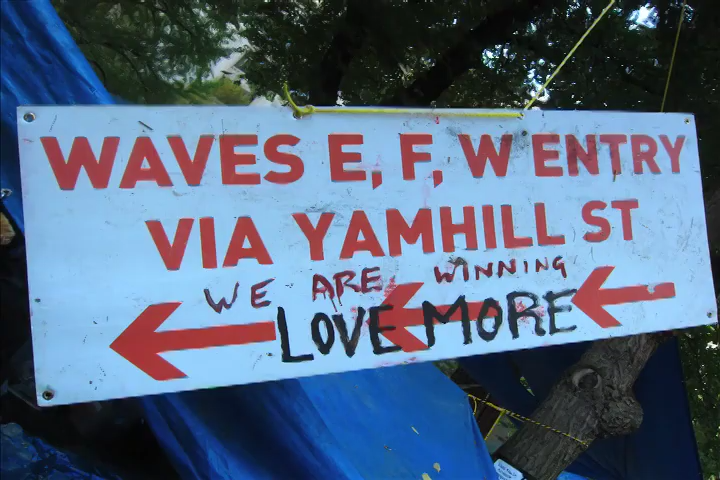 WAVES E, F, W ENTRY
VIA YAMHILL ST
WE ARE WINNING
LOVE MORE